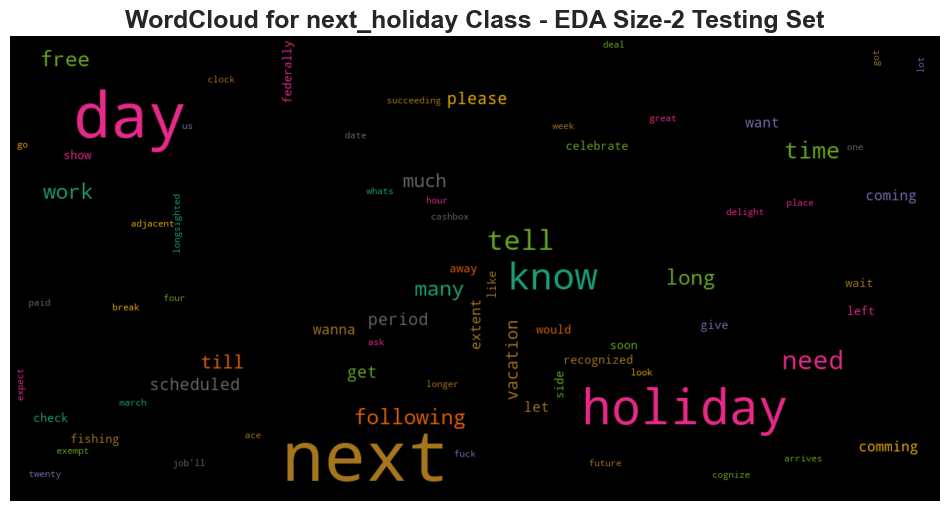 WordCloud for next_holiday Class - EDA Size-2 Testing Set
deal
free
federally
got
lot
clock
day
succeeding
please
us
date
week
great
want
go
show
celebrate
time
one
work
much
whats
hour
cashbox
coming
place
delight
longsighted
adjacent
tell
know
away
like
many
long
wait
paid
four
break
period
extent
wanna
ask
would
give
left
vacation
soon
till
get
recognized
look
need
scheduled
longer
side
expect
march
let
holiday
check
following
fishing
ace
exempt
next
fuck
comming
job'll
future
arrives
twenty
cognize